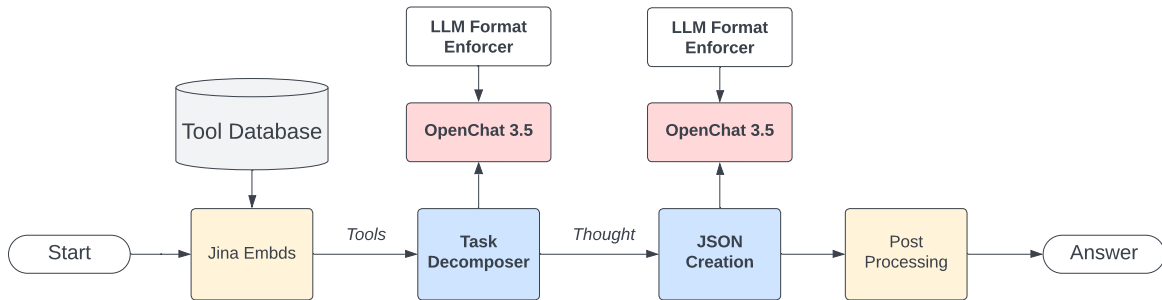 LLM Format
Enforcer
LLM Format
Enforcer
Tool Database
OpenChat 3.5
OpenChat 3.5
Start
Jina Embds
Tools
Task
Decomposer
Thought
JSON
Creation
Post
Processing
Answer